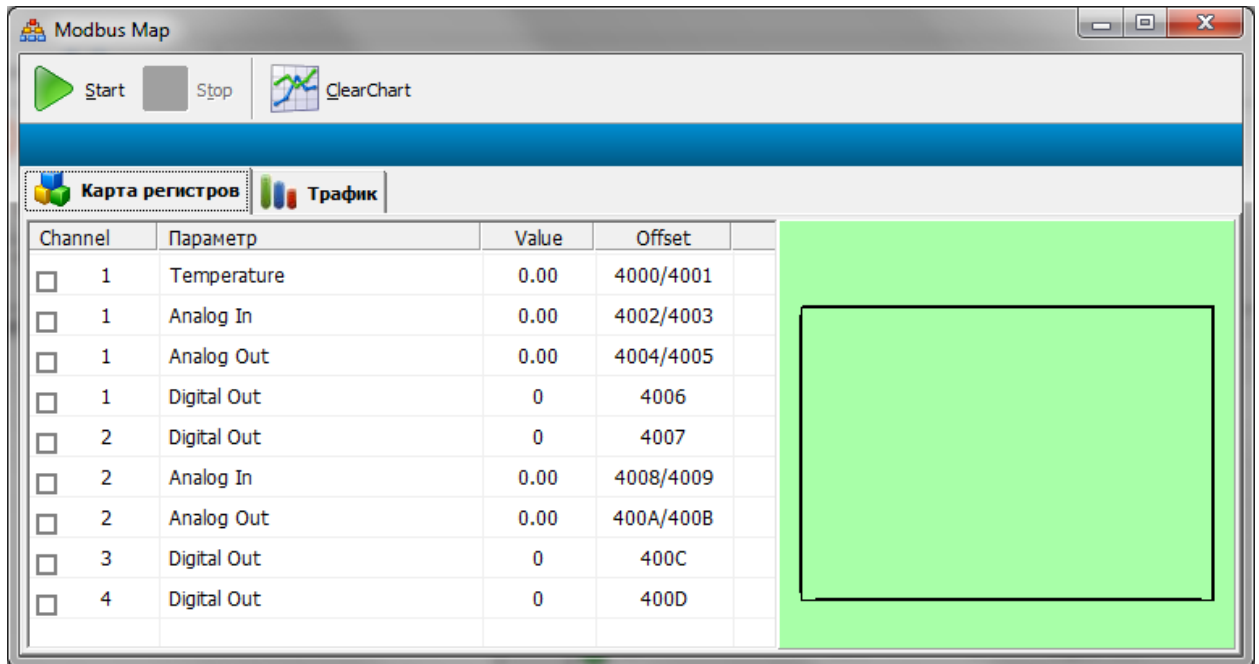 Modbus Map
Start Stop ClearChart
Карта регистров Трафик
Channel Параметр Value Offset
1 Temperature 0.00 4000/4001
1 Analog In 0.00 4002/4003
1 Analog Out 0.00 4004/4005
1 Digital Out 0 4006
2 Digital Out 0 4007
2 Analog In 0.00 4008/4009
2 Analog Out 0.00 400A/400B
3 Digital Out 0 400C
4 Digital Out 0 400D